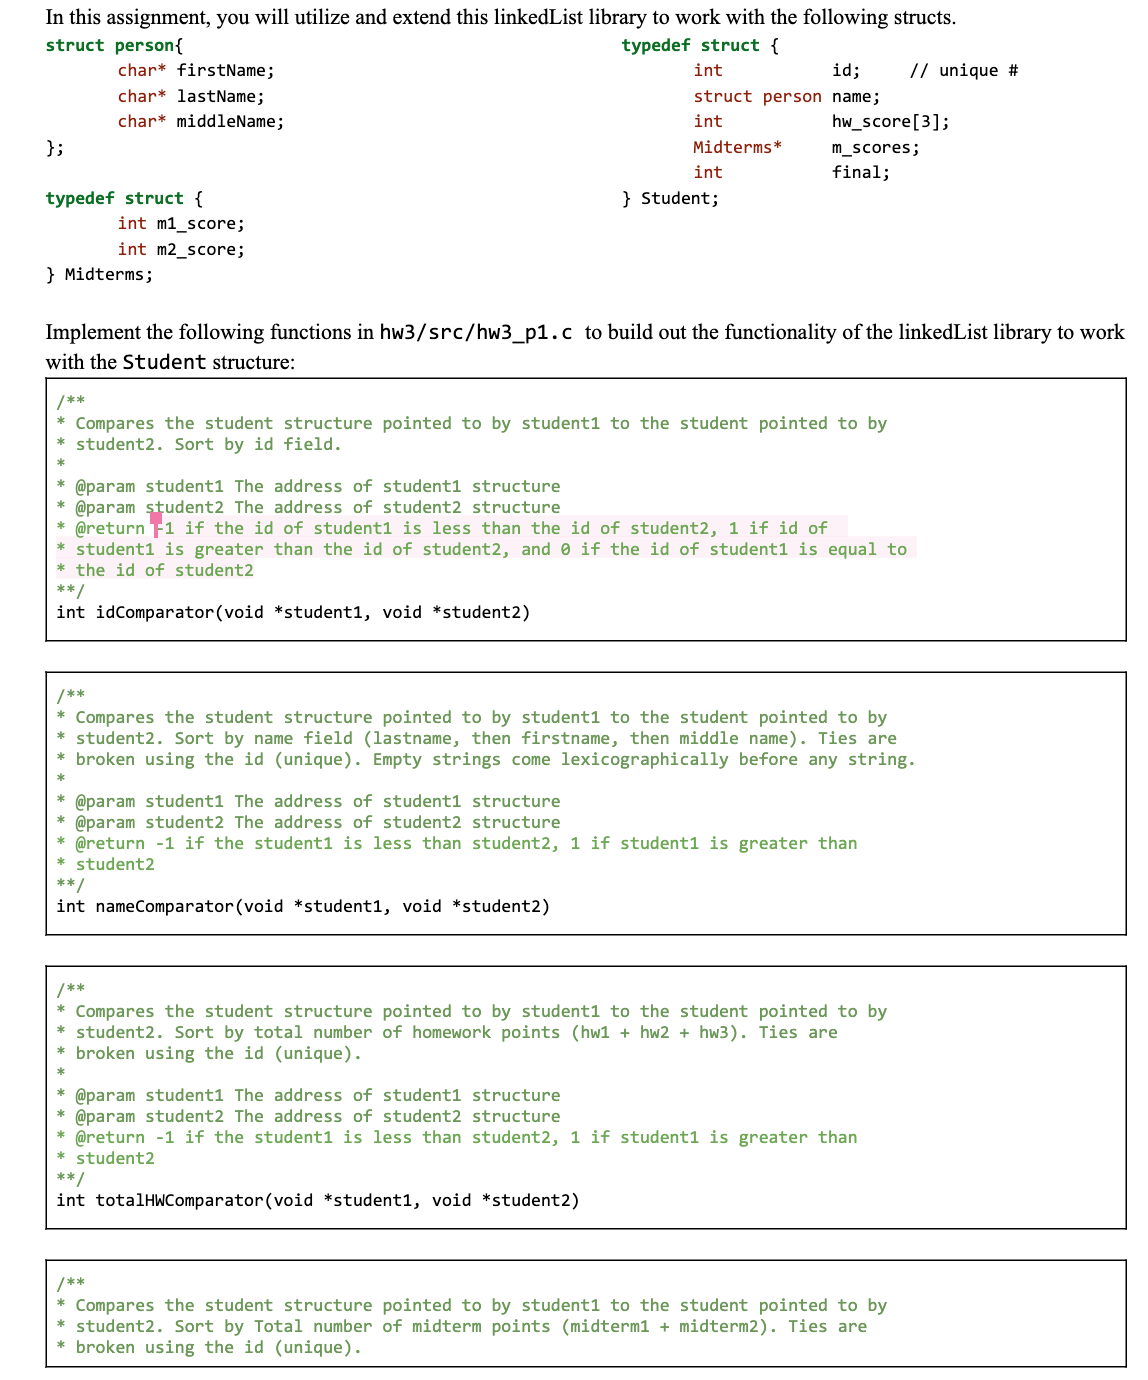 In this assignment, you will utilize and extend this linkedList library to work with the following structs.
struct person{
char* firstName;
char* lastName;
char* middleName;
};
typedef struct {
int m1_score;
int m2_score;
} Midterms;
typedef struct {
int id; // unique #
struct person name;
int hw_score[3];
Midterms* m_scores;
int final;
} Student;
Implement the following functions in hw3/src/hw3_p1.c to build out the functionality of the linkedList library to work
with the Student structure:
/**
* Compares the student structure pointed to by student1 to the student pointed to by
* student2. Sort by id field.
*
* @param student1 The address of student1 structure
* @param student2 The address of student2 structure
* @return -1 if the id of student1 is less than the id of student2, 1 if id of
* student1 is greater than the id of student2, and 0 if the id of student1 is equal to
* the id of student2
**/
int idComparator(void *student1, void *student2)
/**
* Compares the student structure pointed to by student1 to the student pointed to by
* student2. Sort by name field (lastname, then firstname, then middle name). Ties are
* broken using the id (unique). Empty strings come lexicographically before any string.
*
* @param student1 The address of student1 structure
* @param student2 The address of student2 structure
* @return -1 if the student1 is less than student2, 1 if student1 is greater than
* student2
**/
int nameComparator(void *student1, void *student2)
/**
* Compares the student structure pointed to by student1 to the student pointed to by
* student2. Sort by total number of homework points (hw1 + hw2 + hw3). Ties are
* broken using the id (unique).
*
* @param student1 The address of student1 structure
* @param student2 The address of student2 structure
* @return -1 if the student1 is less than student2, 1 if student1 is greater than
* student2
**/
int totalHWComparator(void *student1, void *student2)
/**
* Compares the student structure pointed to by student1 to the student pointed to by
* student2. Sort by Total number of midterm points (midterm1 + midterm2). Ties are
* broken using the id (unique).